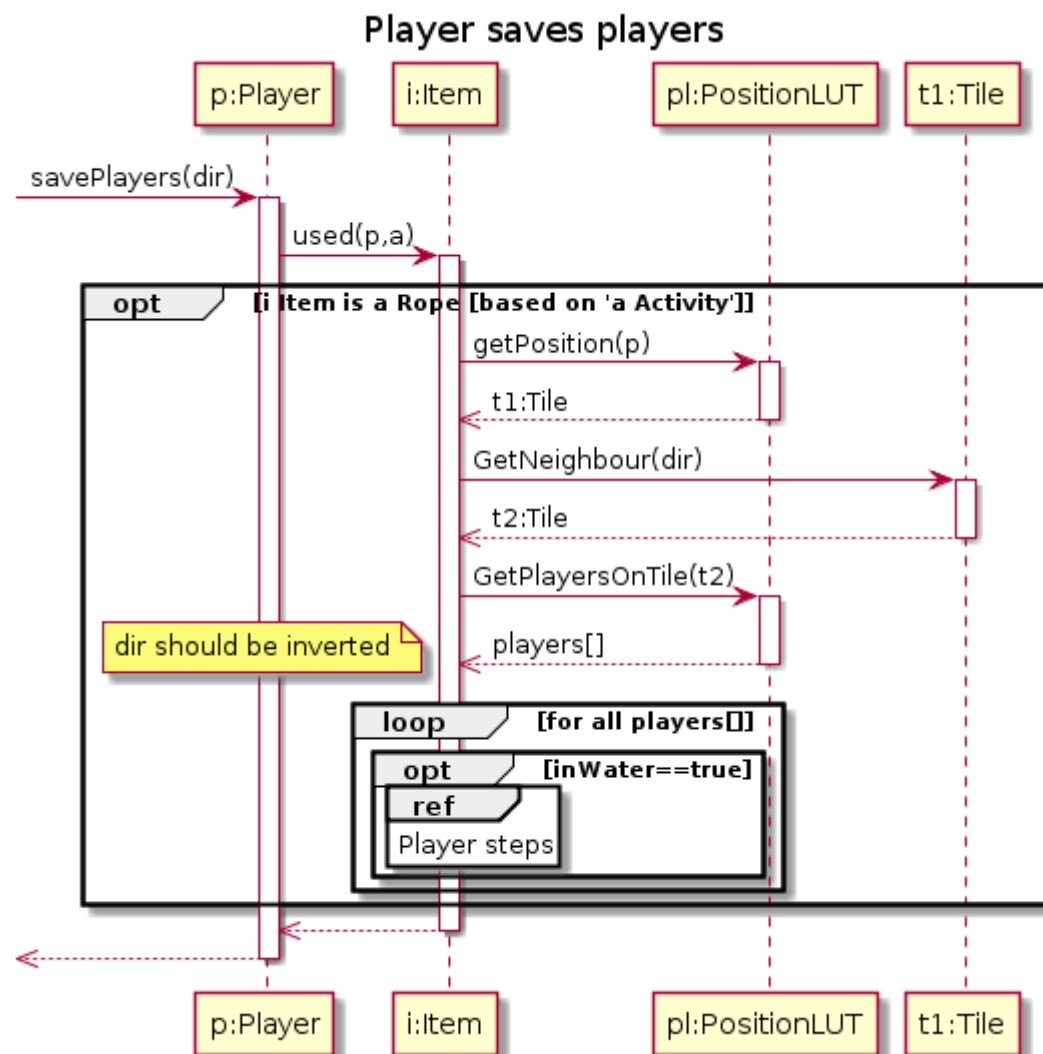 Player saves players
p:Player
i:Item
pl:PositionLUT
t1:Tile
savePlayers(dir)
used(p,a)
opt
[i Item is a Rope [based on 'a Activity']]
getPosition(p)
t1:Tile
GetNeighbour(dir)
t2:Tile
GetPlayersOnTile(t2)
dir should be inverted
players[]
loop
[for all players[]]
opt
[inWater==true]
ref
Player steps
p:Player
i:Item
pl:PositionLUT
t1:Tile